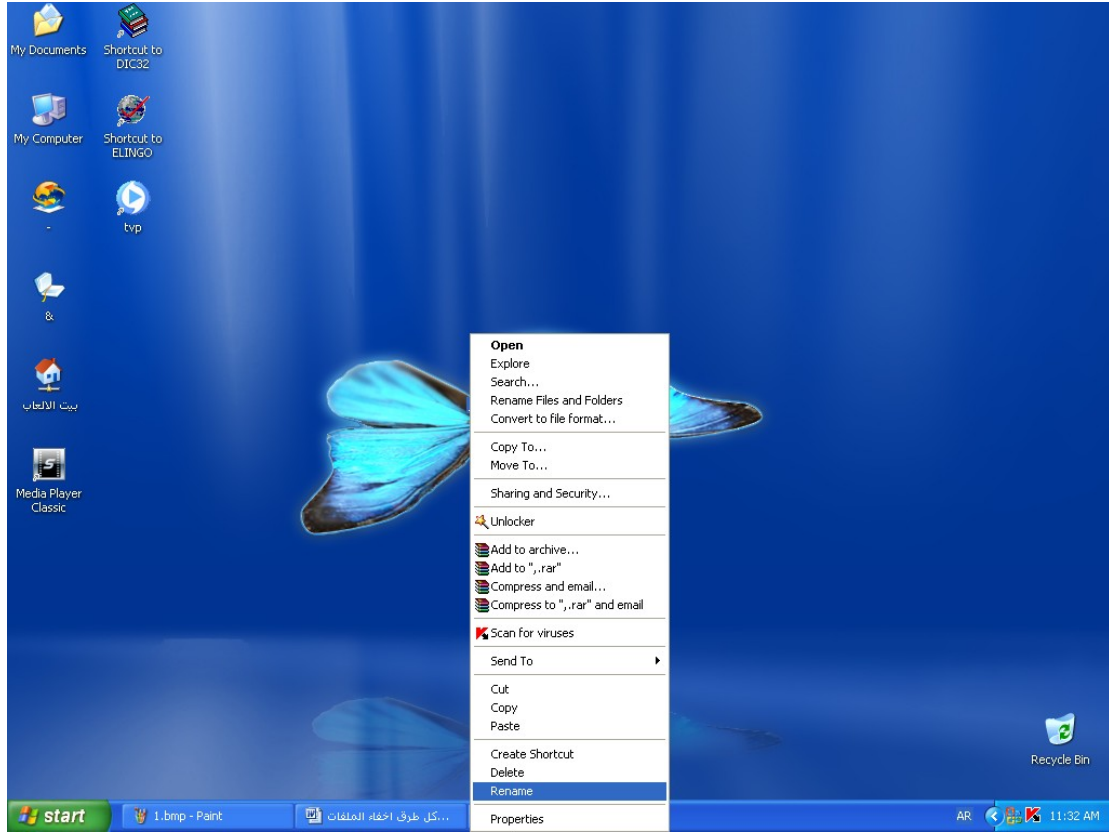 My Documents
Shortcut to
DIC32
My Computer
Shortcut to
ELINGO
-
tvp
&
بيت الالعاب
Media Player
Classic
Open
Explore
Search...
Rename Files and Folders
Convert to file format...
Copy To...
Move To...
Sharing and Security...
Unlocker
Add to archive...
Add to ",.rar"
Compress and email...
Compress to ",.rar" and email
Scan for viruses
Send To
Cut
Copy
Paste
Create Shortcut
Delete
Rename
Properties
Recycle Bin
start
1.bmp - Paint
كل طرق اخفاء الملفات...
AR
11:32 AM